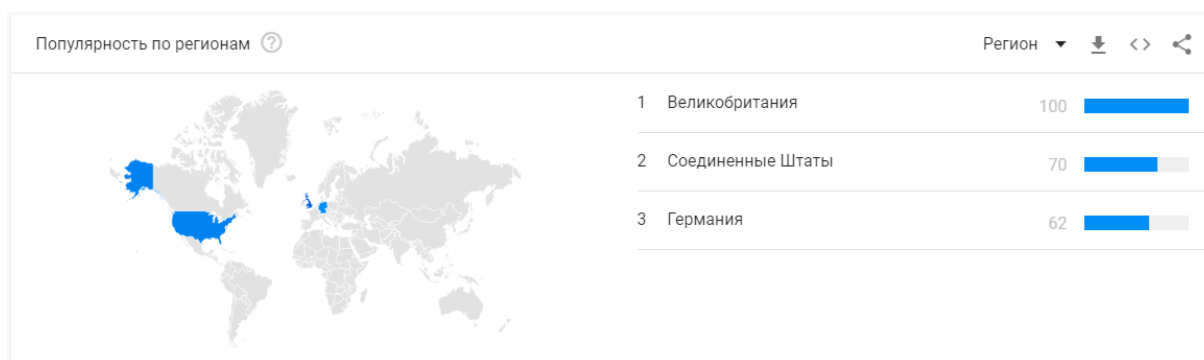 Популярность по регионам ?
Регион
1 Великобритания 100
2 Соединенные Штаты 70
3 Германия 62